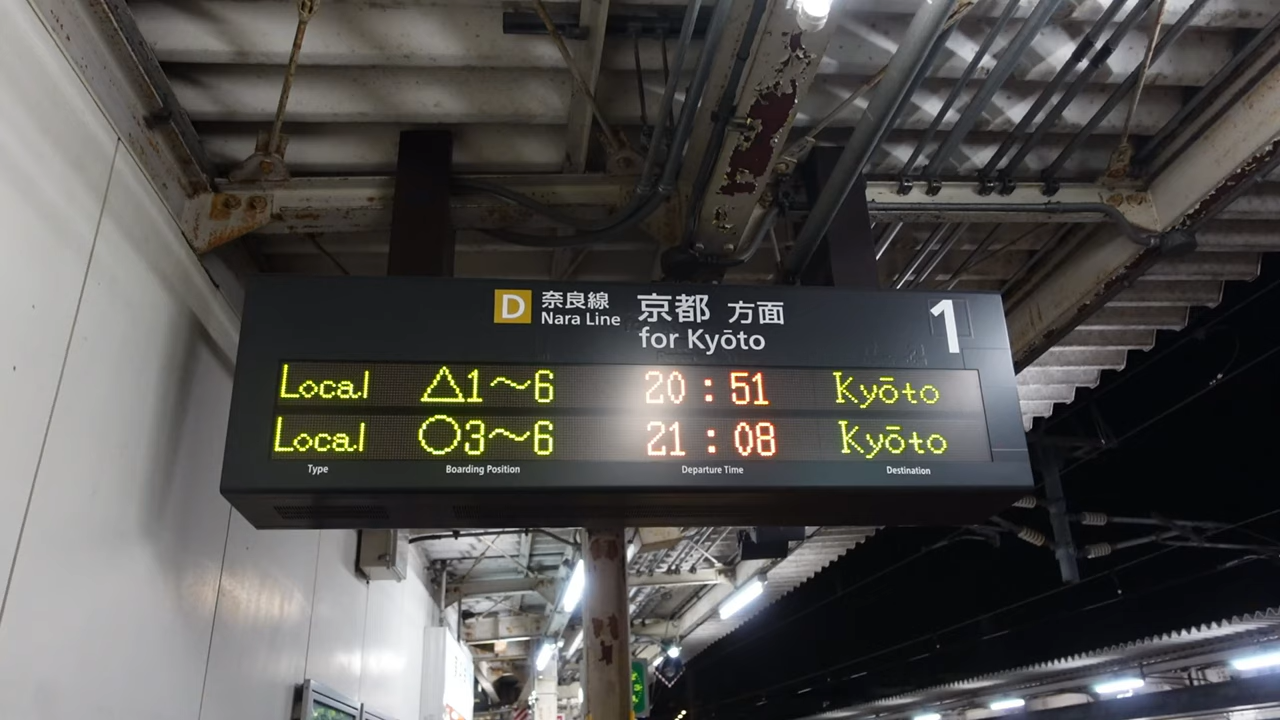 D 奈良線 京都 方面 1
Nara Line for Kyōto
Local △1〜6 20:51 Kyōto
Local ○3〜6 21:08 Kyōto
Type Boarding Position Departure Time Destination